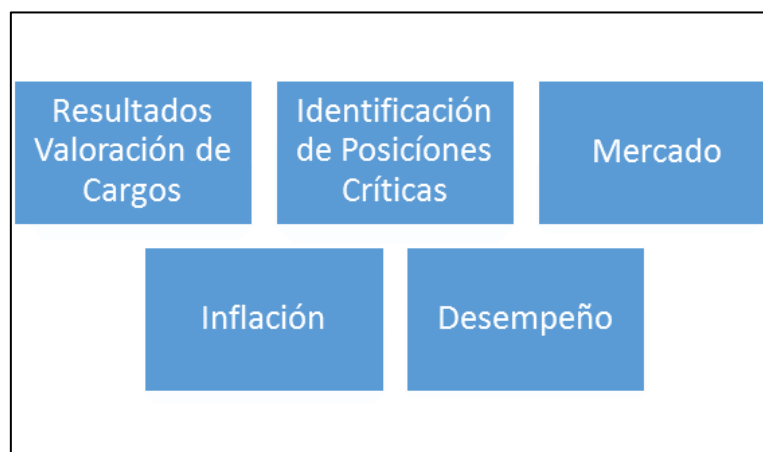 Resultados
Valoración de
Cargos
Identificación
de Posicíones
Críticas
Mercado
Inflación
Desempeño